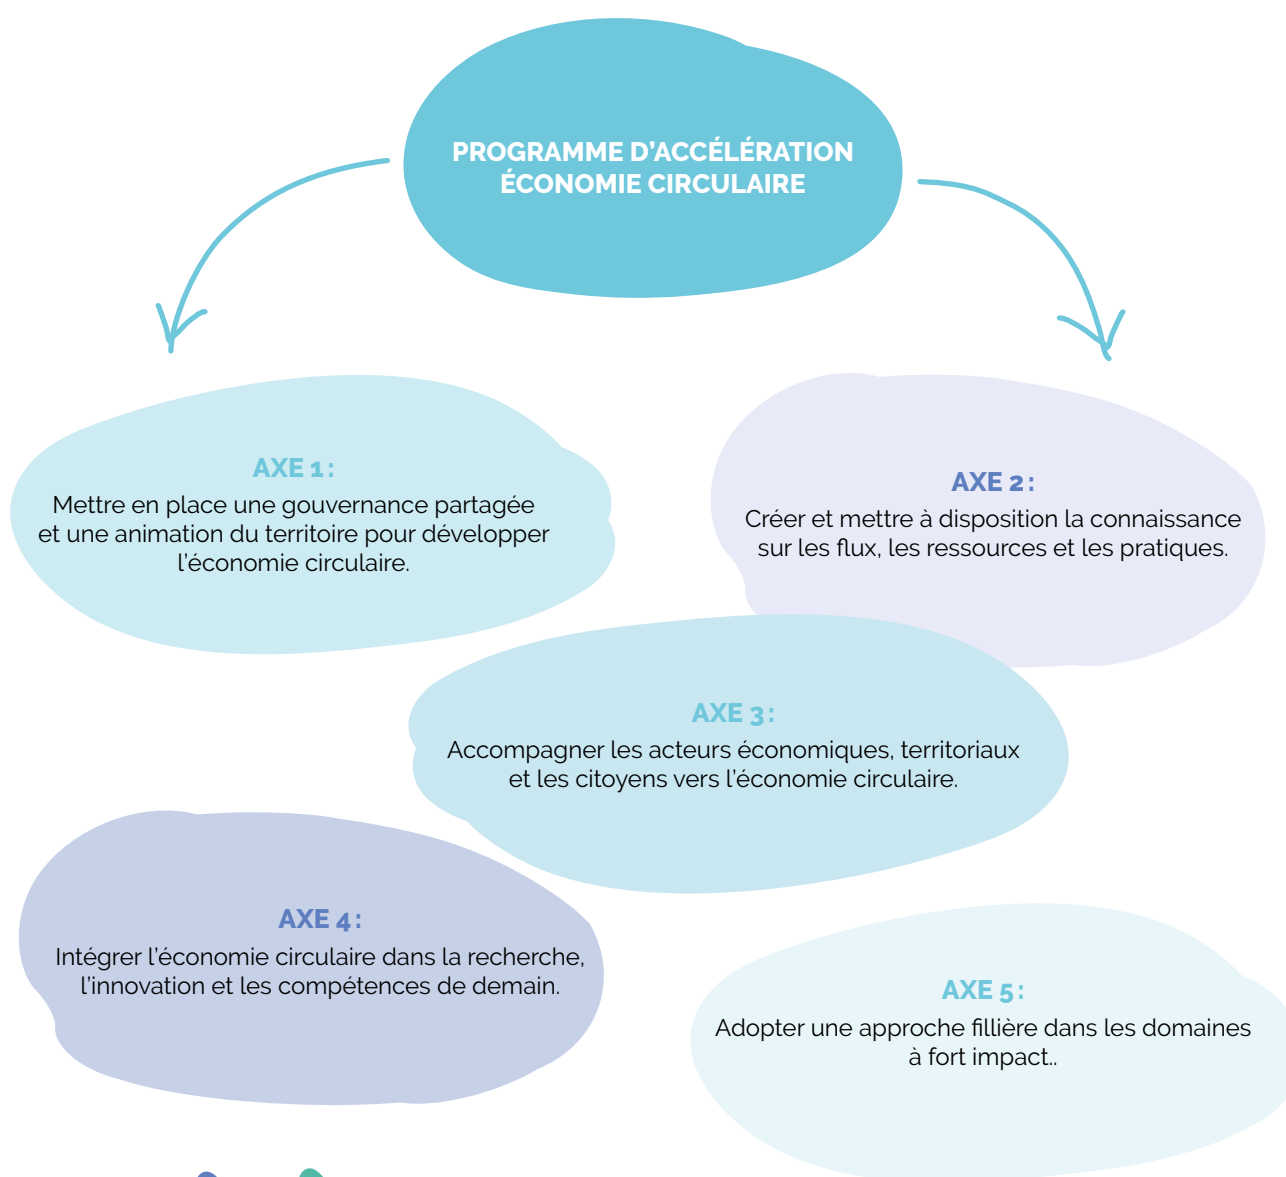 PROGRAMME D'ACCÉLÉRATION
ÉCONOMIE CIRCULAIRE
AXE 1 :
Mettre en place une gouvernance partagée
et une animation du territoire pour développer
l'économie circulaire.
AXE 2 :
Créer et mettre à disposition la connaissance
sur les flux, les ressources et les pratiques.
AXE 3 :
Accompagner les acteurs économiques, territoriaux
et les citoyens vers l'économie circulaire.
AXE 4 :
Intégrer l'économie circulaire dans la recherche,
l'innovation et les compétences de demain.
AXE 5 :
Adopter une approche fillière dans les domaines
à fort impact..